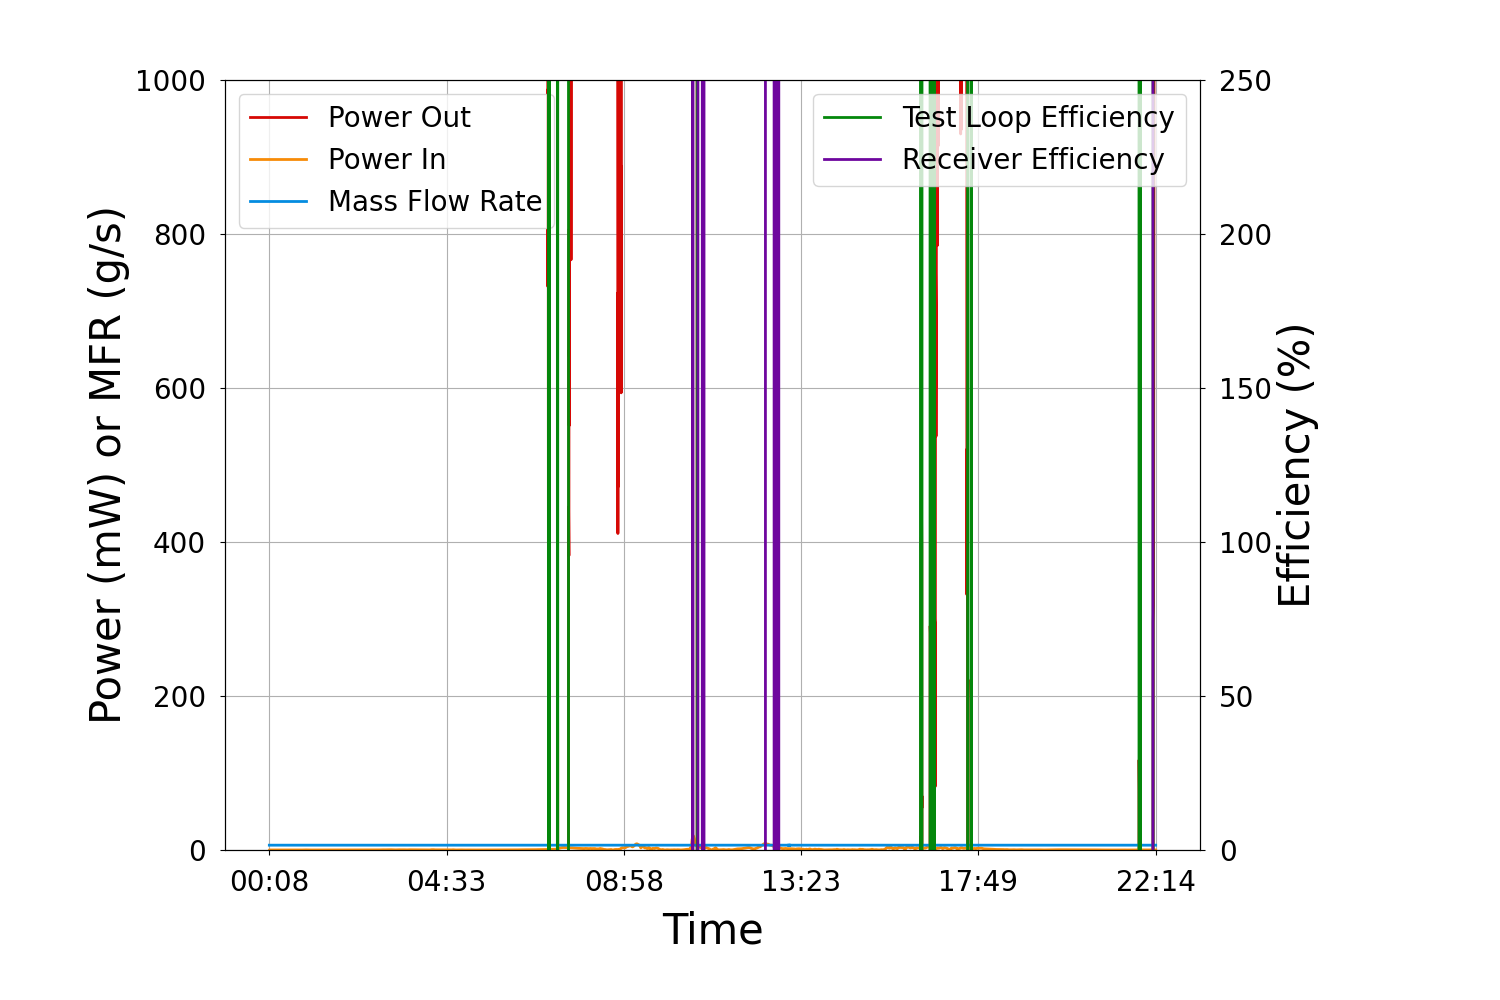 1000
800
600
400
200
0
Power (mW) or MFR (g/s)
Power Out
Power In
Mass Flow Rate
Test Loop Efficiency
Receiver Efficiency
250
200
150
100
50
0
Efficiency (%)
00:08 04:33 08:58 13:23 17:49 22:14
Time